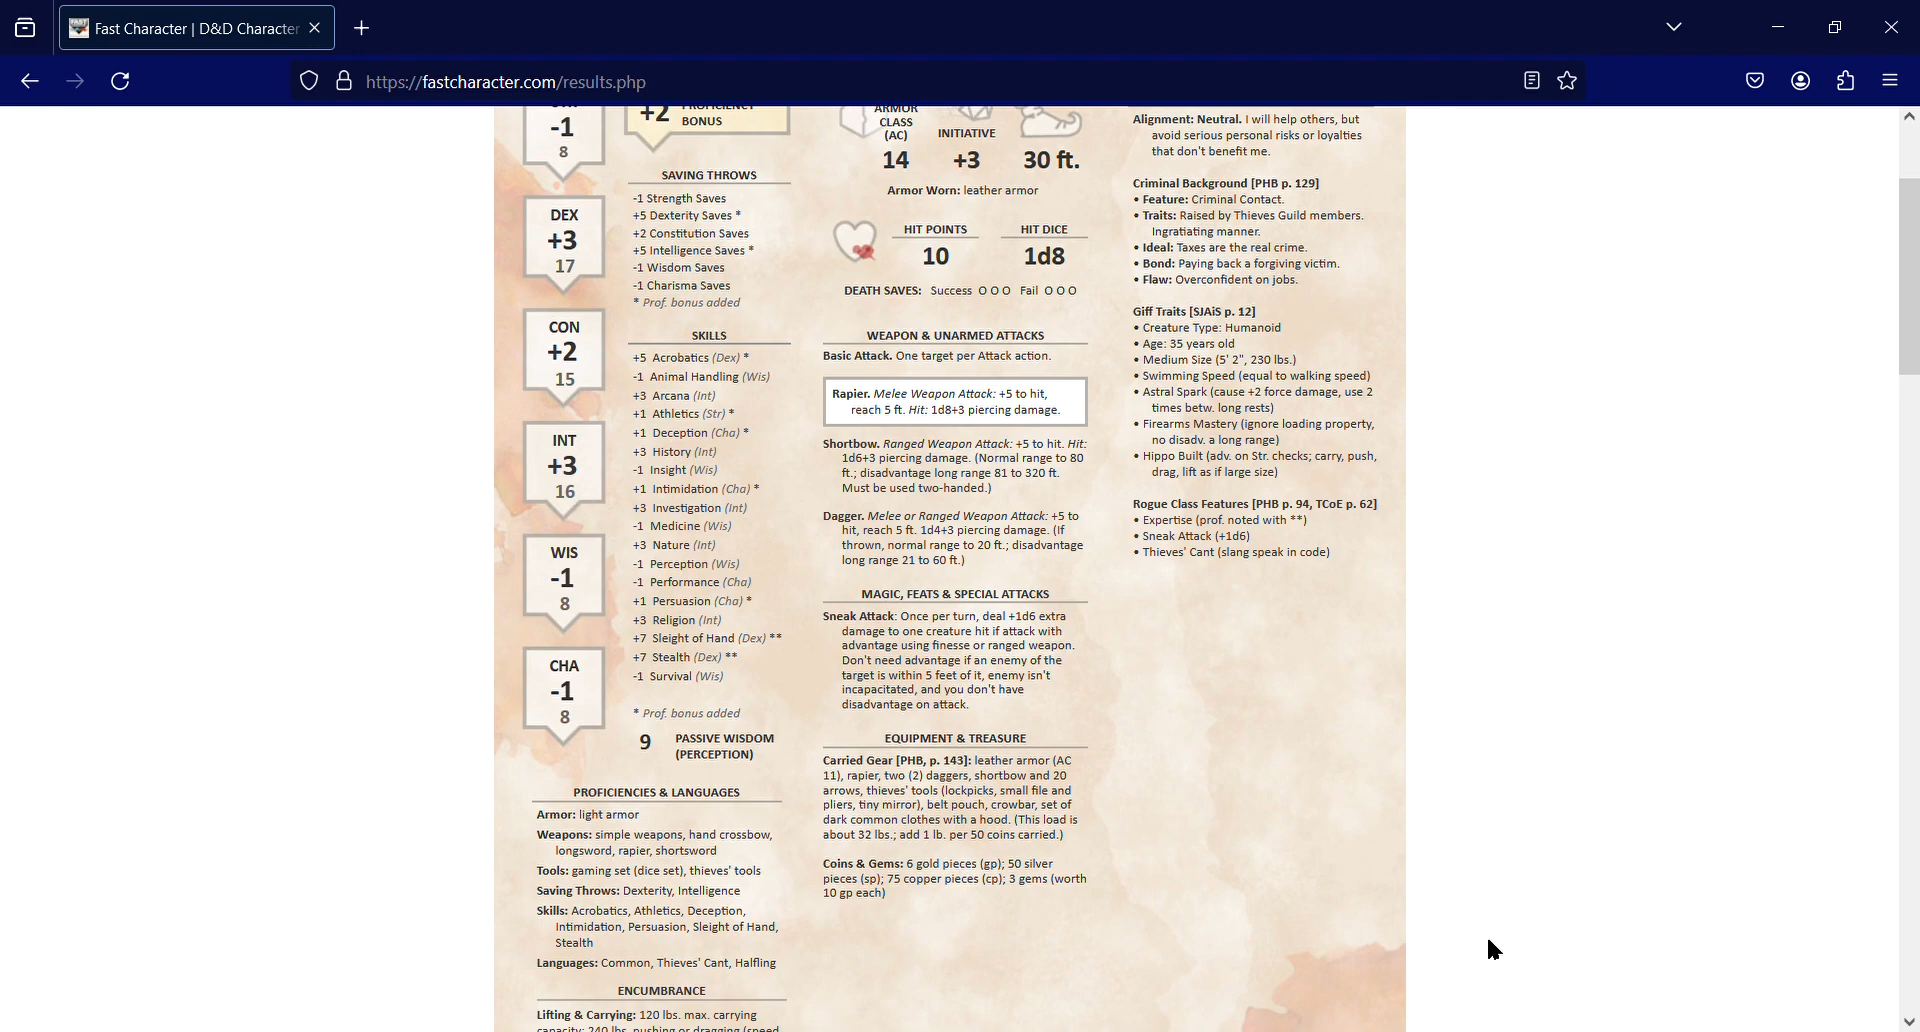 Fast Character | D&D Character
https://fastcharacter.com/results.php
-1
8
DEX
+3
17
CON
+2
15
INT
+3
16
WIS
-1
8
CHA
-1
8
+2 PROFICIENCY
BONUS
SAVING THROWS
-1 Strength Saves
+5 Dexterity Saves *
+2 Constitution Saves
+5 Intelligence Saves *
-1 Wisdom Saves
-1 Charisma Saves
* Prof. bonus added
SKILLS
+5 Acrobatics (Dex) *
-1 Animal Handling (Wis)
+3 Arcana (Int)
+1 Athletics (Str) *
+1 Deception (Cha) *
+3 History (Int)
-1 Insight (Wis)
+1 Intimidation (Cha) *
+3 Investigation (Int)
-1 Medicine (Wis)
+3 Nature (Int)
-1 Perception (Wis)
-1 Performance (Cha)
+1 Persuasion (Cha) *
+3 Religion (Int)
+7 Sleight of Hand (Dex) **
+7 Stealth (Dex) **
-1 Survival (Wis)
* Prof. bonus added
9 PASSIVE WISDOM
(PERCEPTION)
PROFICIENCIES & LANGUAGES
Armor: light armor
Weapons: simple weapons, hand crossbow,
longsword, rapier, shortsword
Tools: gaming set (dice set), thieves' tools
Saving Throws: Dexterity, Intelligence
Skills: Acrobatics, Athletics, Deception,
Intimidation, Persuasion, Sleight of Hand,
Stealth
Languages: Common, Thieves' Cant, Halfling
ENCUMBRANCE
Lifting & Carrying: 120 lbs. max. carrying
capacity; 240 lbs. pushing or dragging (speed
ARMOR
CLASS
(AC)
14
INITIATIVE
+3
30 ft.
Armor Worn: leather armor
HIT POINTS
10
HIT DICE
1d8
DEATH SAVES: Success O O O Fail O O O
WEAPON & UNARMED ATTACKS
Basic Attack. One target per Attack action.
Rapier. Melee Weapon Attack: +5 to hit,
reach 5 ft. Hit: 1d8+3 piercing damage.
Shortbow. Ranged Weapon Attack: +5 to hit. Hit:
1d6+3 piercing damage. (Normal range to 80
ft.; disadvantage long range 81 to 320 ft.
Must be used two-handed.)
Dagger. Melee or Ranged Weapon Attack: +5 to
hit, reach 5 ft. 1d4+3 piercing damage. (If
thrown, normal range to 20 ft.; disadvantage
long range 21 to 60 ft.)
MAGIC, FEATS & SPECIAL ATTACKS
Sneak Attack: Once per turn, deal +1d6 extra
damage to one creature hit if attack with
advantage using finesse or ranged weapon.
Don't need advantage if an enemy of the
target is within 5 feet of it, enemy isn't
incapacitated, and you don't have
disadvantage on attack.
EQUIPMENT & TREASURE
Carried Gear [PHB, p. 143]: leather armor (AC
11), rapier, two (2) daggers, shortbow and 20
arrows, thieves' tools (lockpicks, small file and
pliers, tiny mirror), belt pouch, crowbar, set of
dark common clothes with a hood. (This load is
about 32 lbs.; add 1 lb. per 50 coins carried.)
Coins & Gems: 6 gold pieces (gp); 50 silver
pieces (sp); 75 copper pieces (cp); 3 gems (worth
10 gp each)
Alignment: Neutral. I will help others, but
avoid serious personal risks or loyalties
that don't benefit me.
Criminal Background [PHB p. 129]
• Feature: Criminal Contact.
• Traits: Raised by Thieves Guild members.
Ingratiating manner.
• Ideal: Taxes are the real crime.
• Bond: Paying back a forgiving victim.
• Flaw: Overconfident on jobs.
Giff Traits [SJAiS p. 12]
• Creature Type: Humanoid
• Age: 35 years old
• Medium Size (5' 2", 230 lbs.)
• Swimming Speed (equal to walking speed)
• Astral Spark (cause +2 force damage, use 2
times betw. long rests)
• Firearms Mastery (ignore loading property,
no disadv. a long range)
• Hippo Built (adv. on Str. checks; carry, push,
drag, lift as if large size)
Rogue Class Features [PHB p. 94, TCoE p. 62]
• Expertise (prof. noted with **)
• Sneak Attack (+1d6)
• Thieves' Cant (slang speak in code)